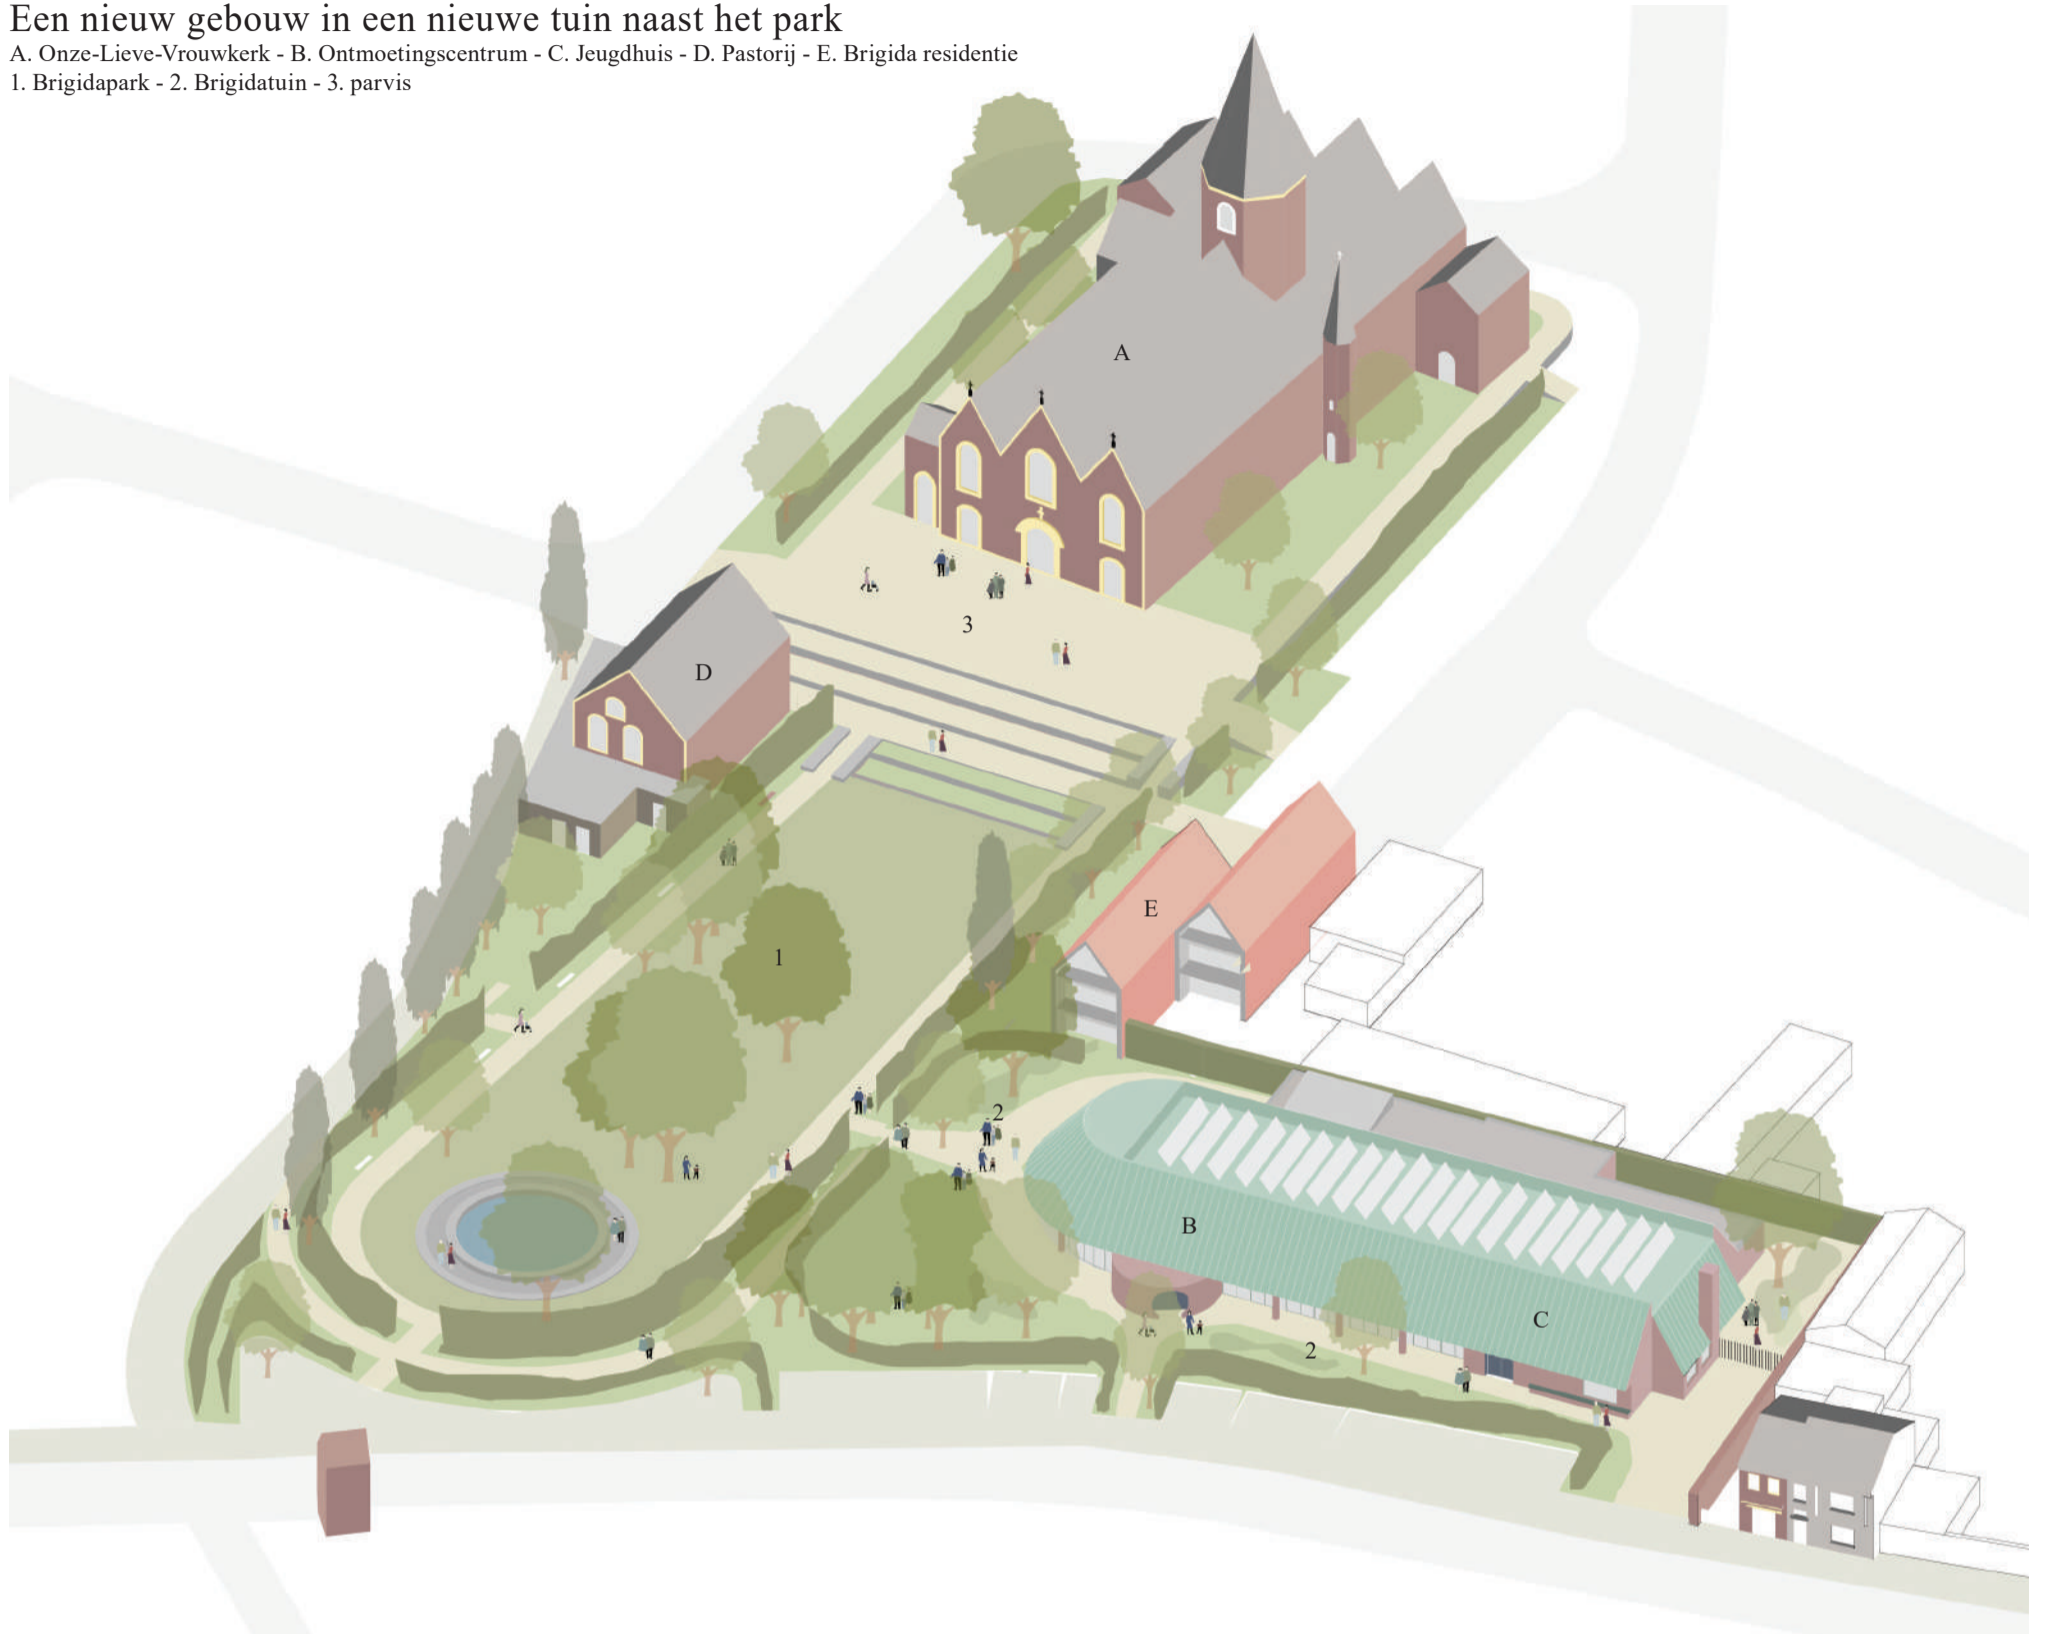 Een nieuw gebouw in een nieuwe tuin naast het park
A. Onze-Lieve-Vrouwkerk - B. Ontmoetingscentrum - C. Jeugdhuis - D. Pastorij - E. Brigida residentie
1. Brigidapark - 2. Brigidatuin - 3. parvis
A
3
D
E
1
2
B
C
2